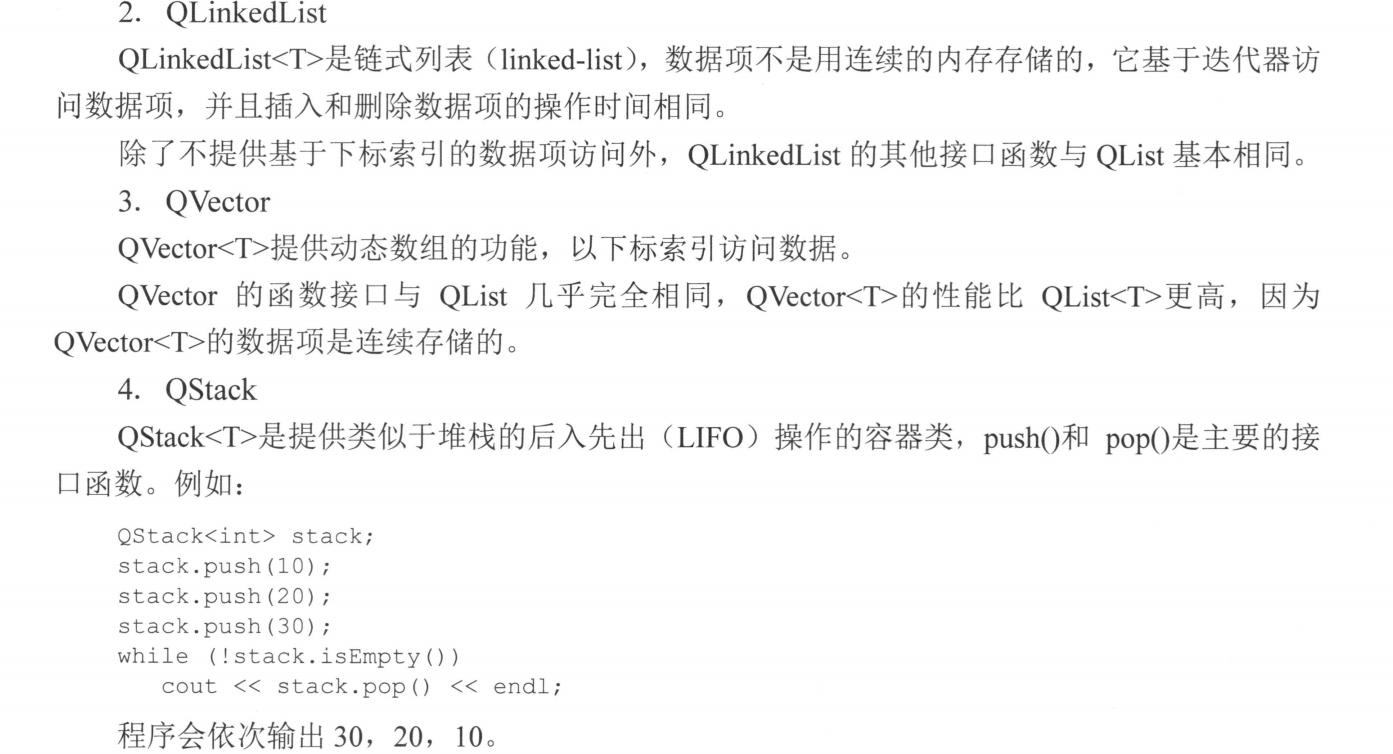 2. QLinkedList
QLinkedList<T>是链式列表（linked-list），数据项不是用连续的内存存储的，它基于迭代器访
问数据项，并且插入和删除数据项的操作时间相同。
除了不提供基于下标索引的数据项访问外，QLinkedList 的其他接口函数与 QList 基本相同。
3. QVector
QVector<T>提供动态数组的功能，以下标索引访问数据。
QVector 的函数接口与 QList 几乎完全相同，QVector<T>的性能比 QList<T>更高，因为
QVector<T>的数据项是连续存储的。
4. QStack
QStack<T>是提供类似于堆栈的后入先出（LIFO）操作的容器类，push()和 pop()是主要的接
口函数。例如：
QStack<int> stack;
stack.push(10);
stack.push(20);
stack.push(30);
while (!stack.isEmpty())
   cout << stack.pop() << endl;
程序会依次输出 30，20，10。